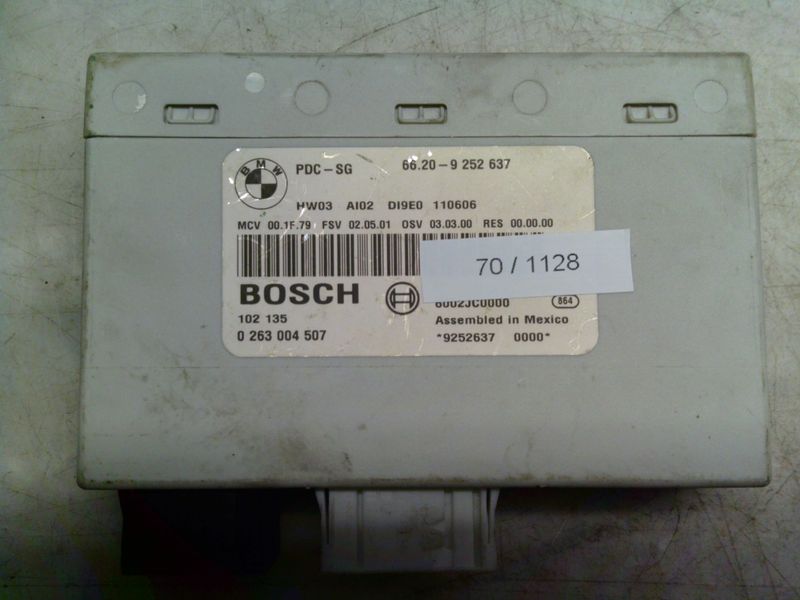 BMW
PDC-SG 66.20-9 252 637
HW03 AI02 DI9E0 110606
MCV 00.1F.79 FSV 02.05.01 OSV 03.03.00 RES 00.00.00
70 / 1128
BOSCH
6002JC0000 864
102 135 Assembled in Mexico
0 263 004 507 *9252637 0000*